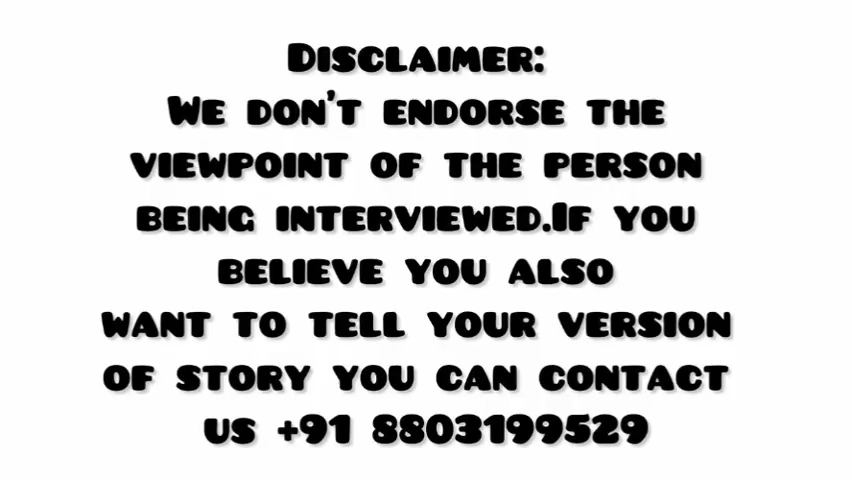 Disclaimer:
We don't endorse the
viewpoint of the person
being interviewed.If you
believe you also
want to tell your version
of story you can contact
us +91 8803199529